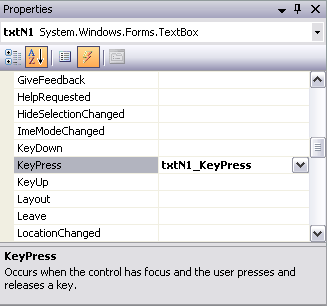 Properties
txtN1 System.Windows.Forms.TextBox
GiveFeedback
HelpRequested
HideSelectionChanged
ImeModeChanged
KeyDown
KeyPress txtN1_KeyPress
KeyUp
Layout
Leave
LocationChanged
KeyPress
Occurs when the control has focus and the user presses and
releases a key.